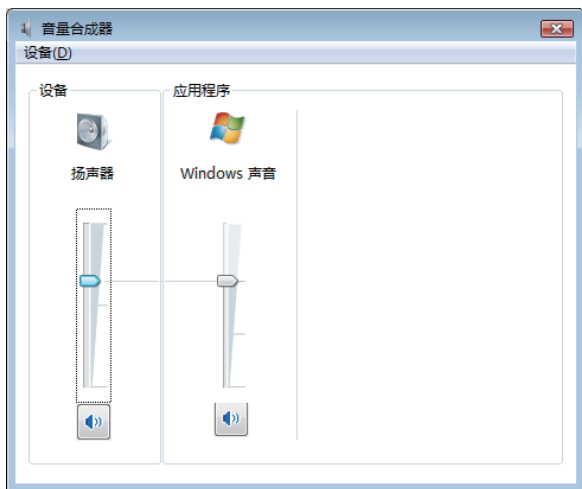 音量合成器
设备(D)
设备
应用程序
扬声器
Windows 声音